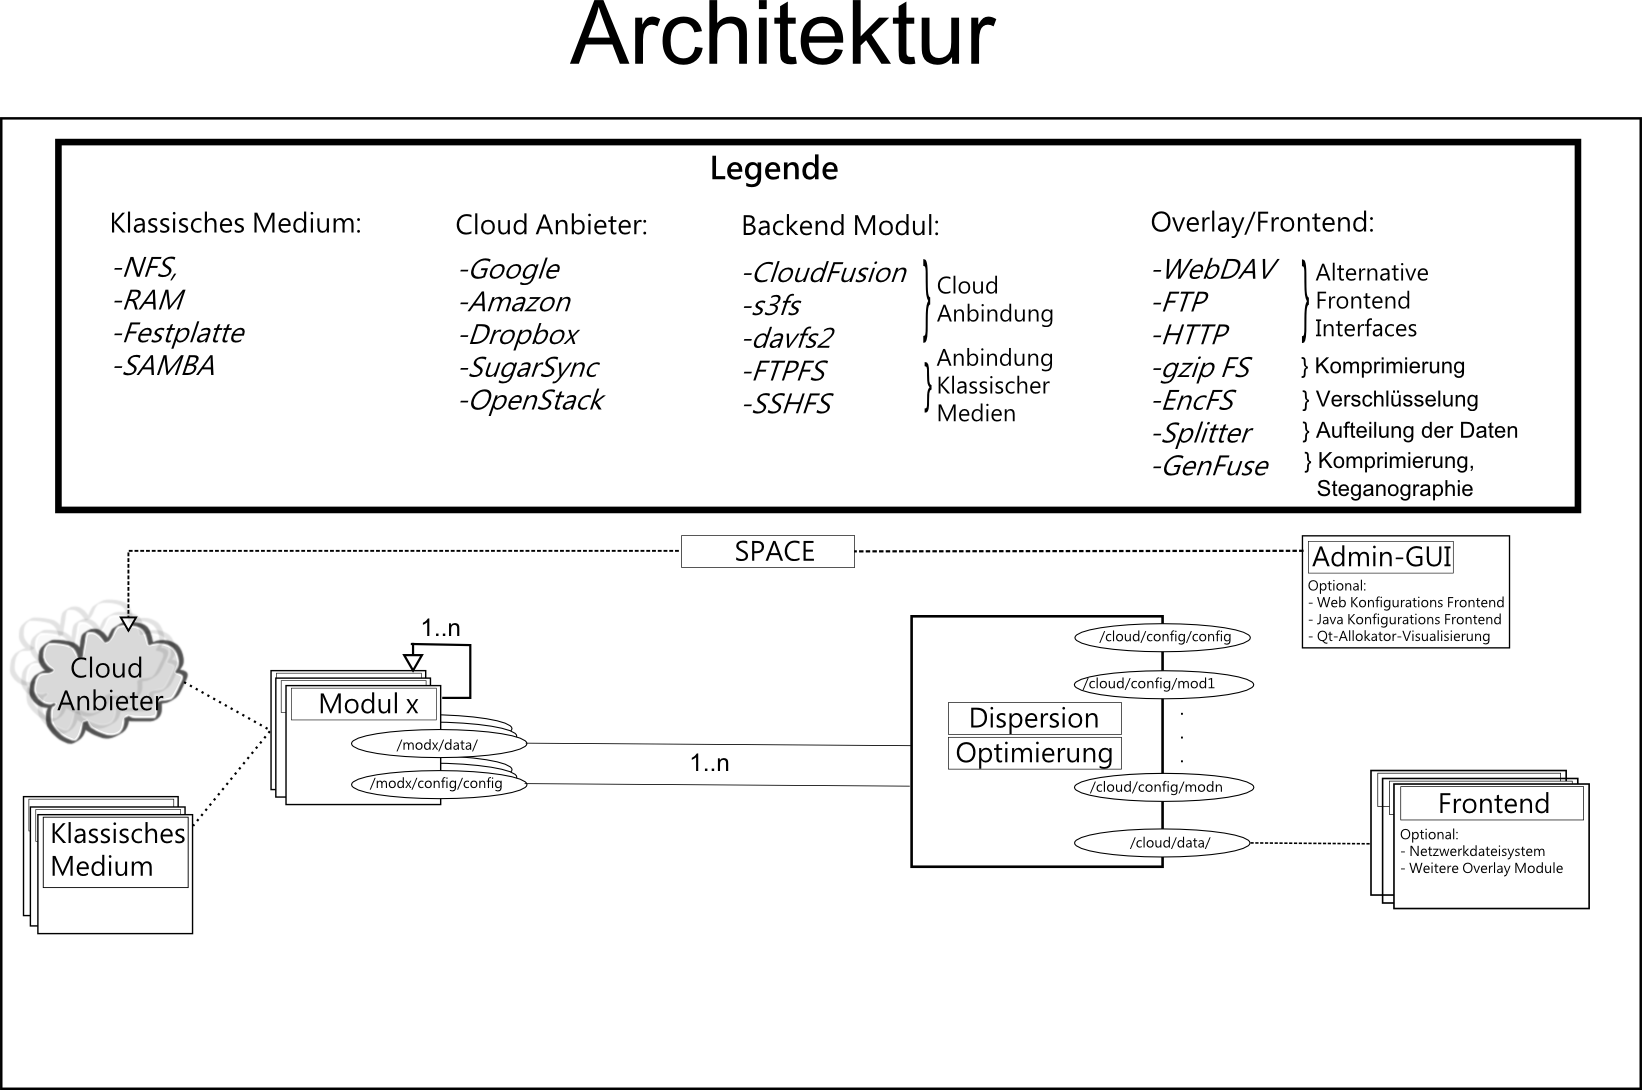 Architektur
Legende
Klassisches Medium:
-NFS,
-RAM
-Festplatte
-SAMBA
Cloud Anbieter:
-Google
-Amazon
-Dropbox
-SugarSync
-OpenStack
Backend Modul:
-CloudFusion
-s3fs
-davfs2
-FTPFS
-SSHFS
} Cloud
Anbindung
} Anbindung
Klassischer
Medien
Overlay/Frontend:
-WebDAV
-FTP
-HTTP
-gzip FS
-EncFS
-Splitter
-GenFuse
} Alternative
Frontend
Interfaces
} Komprimierung
} Verschlüsselung
} Aufteilung der Daten
} Komprimierung,
Steganographie
SPACE
Admin-GUI
Optional:
- Web Konfigurations Frontend
- Java Konfigurations Frontend
- Qt-Allokator-Visualisierung
Cloud
Anbieter
1..n
Modul x
/modx/data/
/modx/config/config
Klassisches
Medium
1..n
Dispersion
Optimierung
/cloud/config/config
/cloud/config/mod1
.
.
.
/cloud/config/modn
/cloud/data/
Frontend
Optional:
- Netzwerkdateisystem
- Weitere Overlay Module